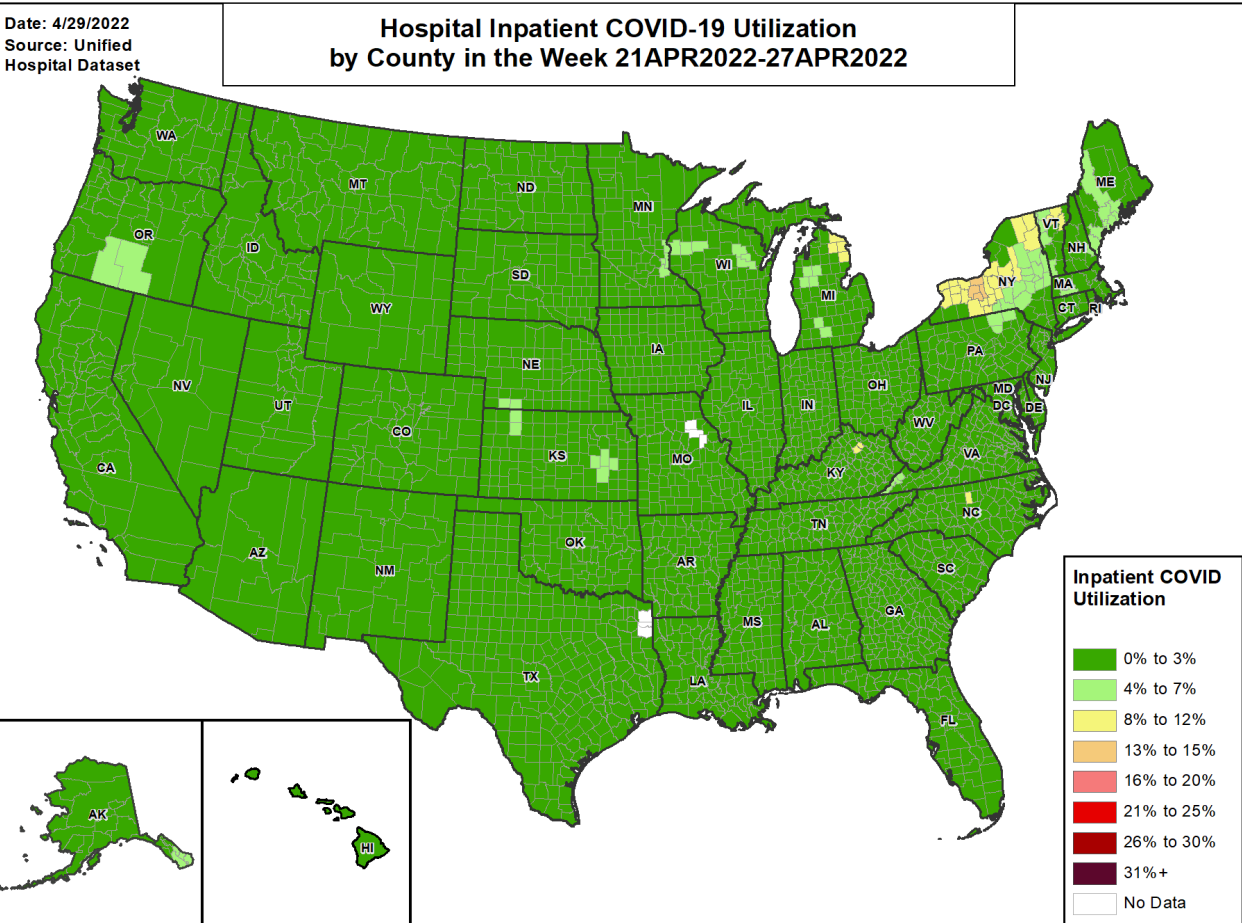 Date: 4/29/2022
Source: Unified
Hospital Dataset
Hospital Inpatient COVID-19 Utilization
by County in the Week 21APR2022-27APR2022
WA
MT
ND
MN
ME
OR
ID
SD
WI
VT
NH
NY
MA
WY
MI
CT
RI
IA
NE
PA
NV
UT
CO
IL
IN
OH
MD
NJ
DC
DE
WV
CA
KS
MO
KY
VA
TN
NC
AZ
NM
OK
AR
SC
MS
AL
GA
TX
LA
FL
AK
HI
Inpatient COVID
Utilization
0% to 3%
4% to 7%
8% to 12%
13% to 15%
16% to 20%
21% to 25%
26% to 30%
31%+
No Data